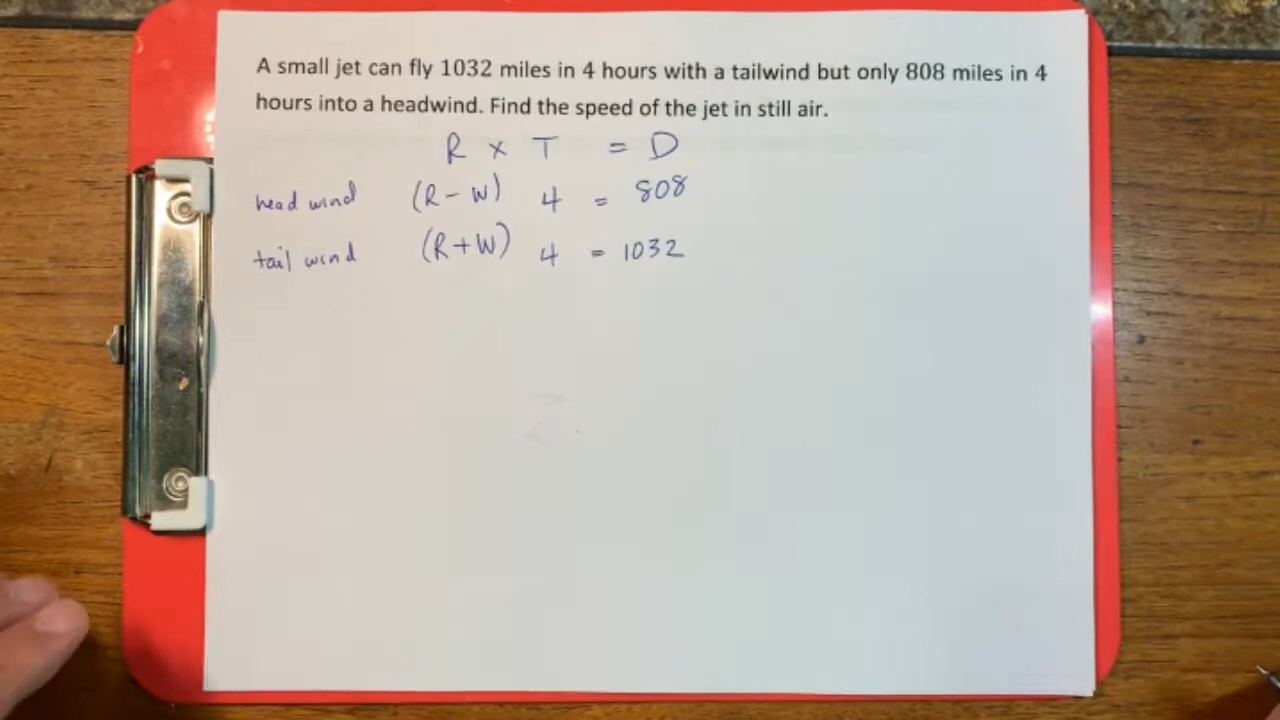 A small jet can fly 1032 miles in 4 hours with a tailwind but only 808 miles in 4
hours into a headwind. Find the speed of the jet in still air.
R × T = D
head wind (R - W) 4 = 808
tail wind (R + W) 4 = 1032